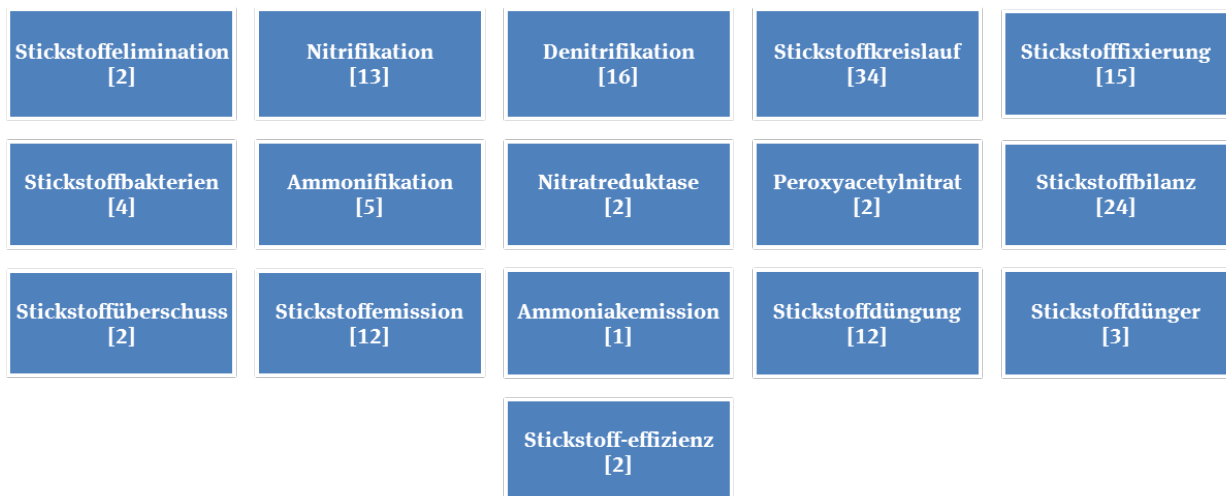 Stickstoffelimination
[2]
Nitrifikation
[13]
Denitrifikation
[16]
Stickstoffkreislauf
[34]
Stickstofffixierung
[15]
Stickstoffbakterien
[4]
Ammonifikation
[5]
Nitratreduktase
[2]
Peroxyacetylnitrat
[2]
Stickstoffbilanz
[24]
Stickstoffüberschuss
[2]
Stickstoffemission
[12]
Ammoniakemission
[1]
Stickstoffdüngung
[12]
Stickstoffdünger
[3]
Stickstoff-effizienz
[2]